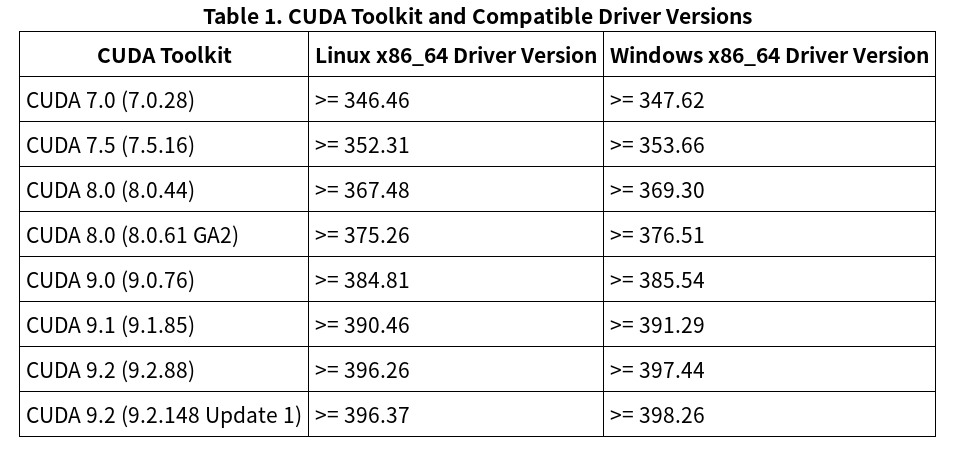 Table 1. CUDA Toolkit and Compatible Driver Versions
CUDA Toolkit Linux x86_64 Driver Version Windows x86_64 Driver Version
CUDA 7.0 (7.0.28) >= 346.46 >= 347.62
CUDA 7.5 (7.5.16) >= 352.31 >= 353.66
CUDA 8.0 (8.0.44) >= 367.48 >= 369.30
CUDA 8.0 (8.0.61 GA2) >= 375.26 >= 376.51
CUDA 9.0 (9.0.76) >= 384.81 >= 385.54
CUDA 9.1 (9.1.85) >= 390.46 >= 391.29
CUDA 9.2 (9.2.88) >= 396.26 >= 397.44
CUDA 9.2 (9.2.148 Update 1) >= 396.37 >= 398.26